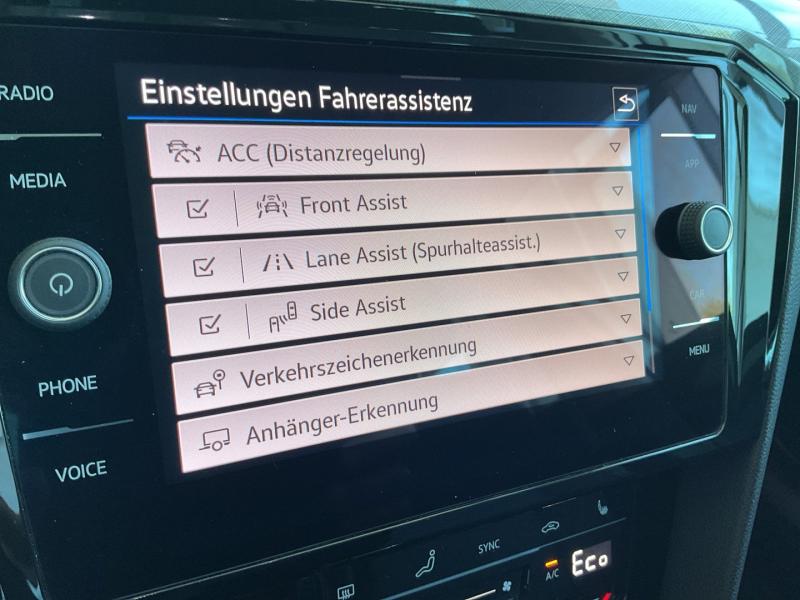 RADIO
MEDIA
PHONE
VOICE
Einstellungen Fahrerassistenz
ACC (Distanzregelung)
Front Assist
Lane Assist (Spurhalteassist.)
Side Assist
Verkehrszeichenerkennung
Anhänger-Erkennung
NAV
APP
CAR
MENU
SYNC
A/C
Eco